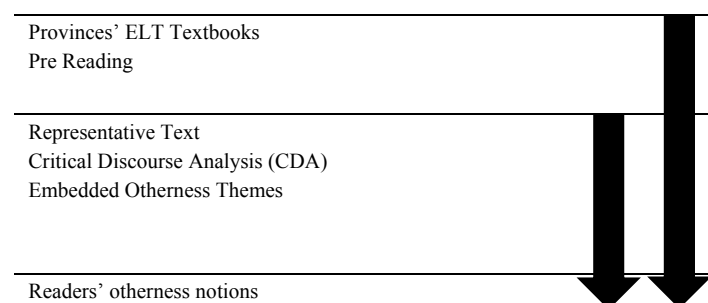 Provinces’ ELT Textbooks
Pre Reading
Representative Text
Critical Discourse Analysis (CDA)
Embedded Otherness Themes
Readers’ otherness notions